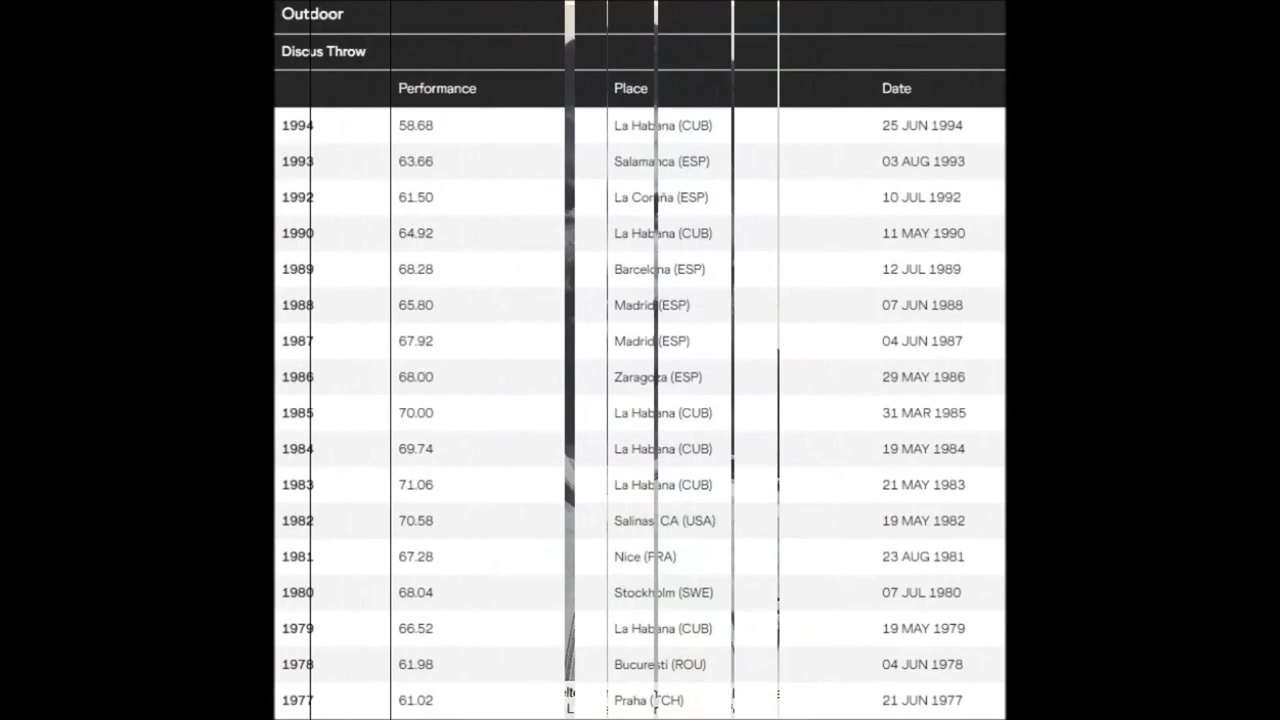 Outdoor
Discus Throw
Performance Place Date
1994 58.68 La Habana (CUB) 25 JUN 1994
1993 63.66 Salamanca (ESP) 03 AUG 1993
1992 61.50 La Coruña (ESP) 10 JUL 1992
1990 64.92 La Habana (CUB) 11 MAY 1990
1989 68.28 Barcelona (ESP) 12 JUL 1989
1988 65.80 Madrid (ESP) 07 JUN 1988
1987 67.92 Madrid (ESP) 04 JUN 1987
1986 68.00 Zaragoza (ESP) 29 MAY 1986
1985 70.00 La Habana (CUB) 31 MAR 1985
1984 69.74 La Habana (CUB) 19 MAY 1984
1983 71.06 La Habana (CUB) 21 MAY 1983
1982 70.58 Salinas, CA (USA) 19 MAY 1982
1981 67.28 Nice (FRA) 23 AUG 1981
1980 68.04 Stockholm (SWE) 07 JUL 1980
1979 66.52 La Habana (CUB) 19 MAY 1979
1978 61.98 Bucuresti (ROU) 04 JUN 1978
1977 61.02 Praha (TCH) 21 JUN 1977